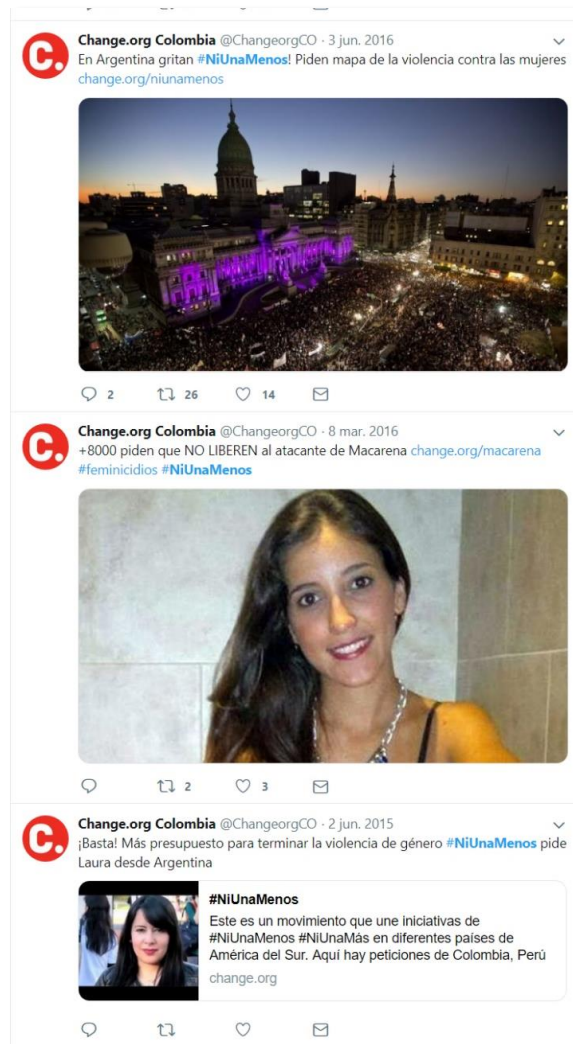 Change.org Colombia @ChangeorgCO · 3 jun. 2016
En Argentina gritan #NiUnaMenos! Piden mapa de la violencia contra las mujeres
change.org/niunamenos
2 26 14
Change.org Colombia @ChangeorgCO · 8 mar. 2016
+8000 piden que NO LIBEREN al atacante de Macarena change.org/macarena
#feminicidios #NiUnaMenos
2 3
Change.org Colombia @ChangeorgCO · 2 jun. 2015
¡Basta! Más presupuesto para terminar la violencia de género #NiUnaMenos pide
Laura desde Argentina
#NiUnaMenos
Este es un movimiento que une iniciativas de
#NiUnaMenos #NiUnaMás en diferentes países de
América del Sur. Aquí hay peticiones de Colombia, Perú
change.org